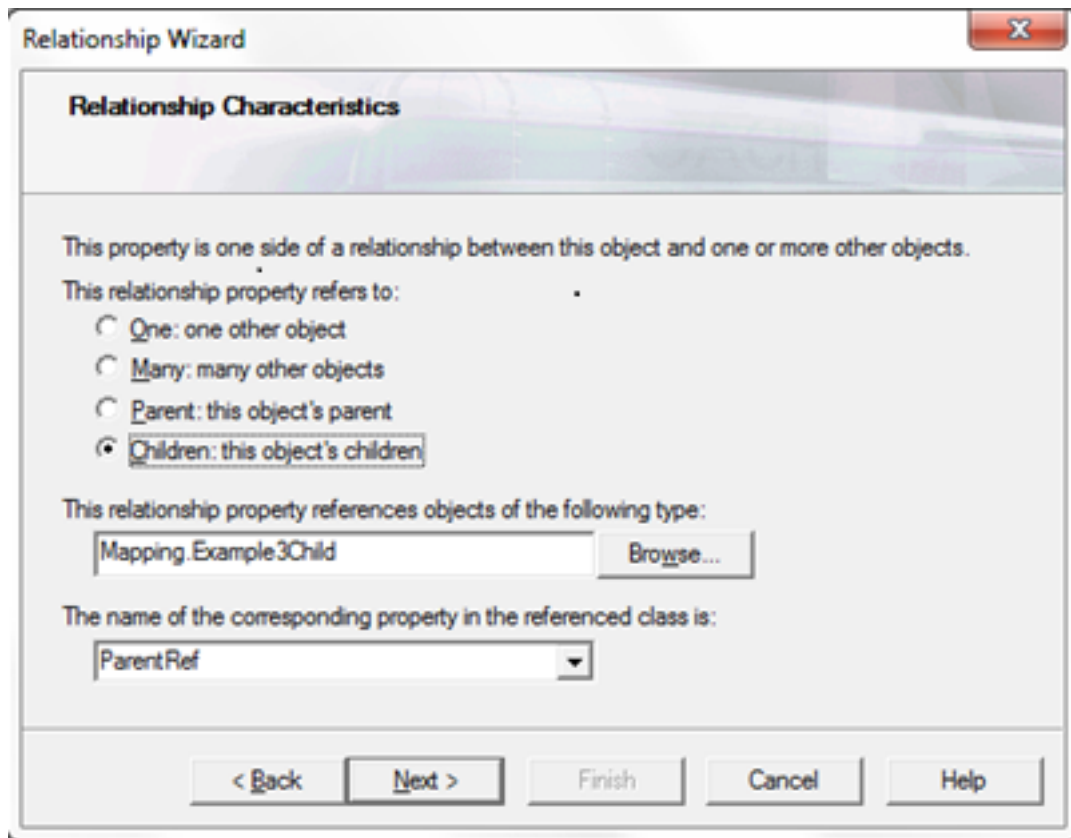 Relationship Wizard
Relationship Characteristics
This property is one side of a relationship between this object and one or more other objects.
This relationship property refers to:
One: one other object
Many: many other objects
Parent: this object's parent
Children: this object's children
This relationship property references objects of the following type:
Mapping.Example3Child
Browse...
The name of the corresponding property in the referenced class is:
ParentRef
< Back
Next >
Finish
Cancel
Help